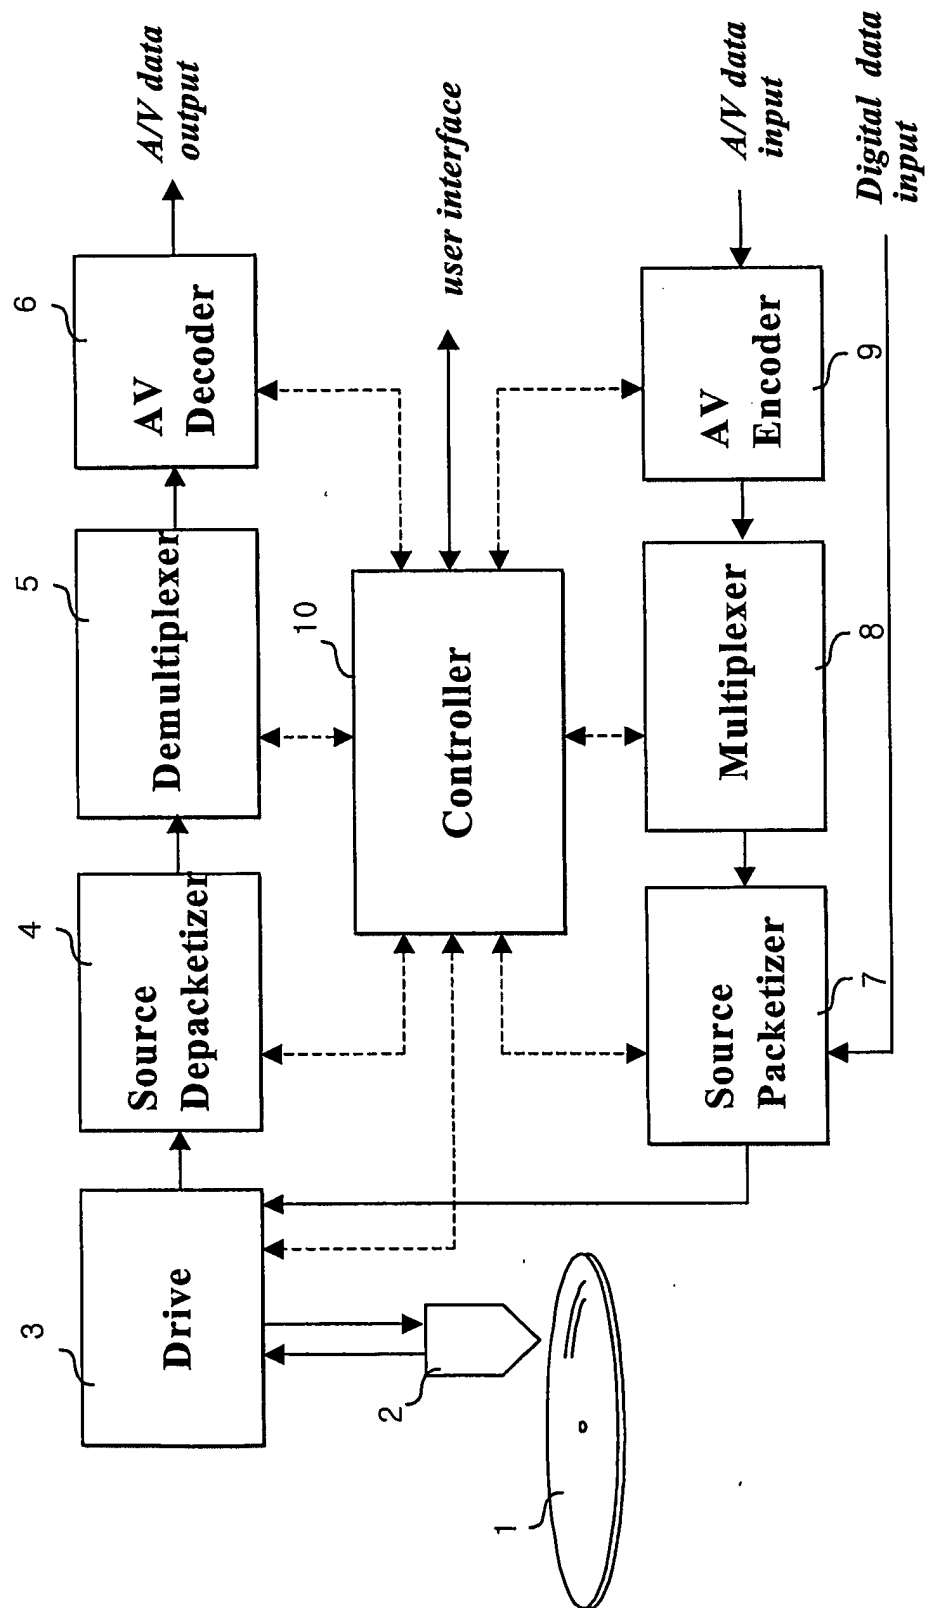 3
Drive
4
Source
Depacketizer
5
Demultiplexer
6
AV
Decoder
A/V data
output
2
1
10
Controller
user interface
7
Source
Packetizer
8
Multiplexer
9
AV
Encoder
A/V data
input
Digital data
input